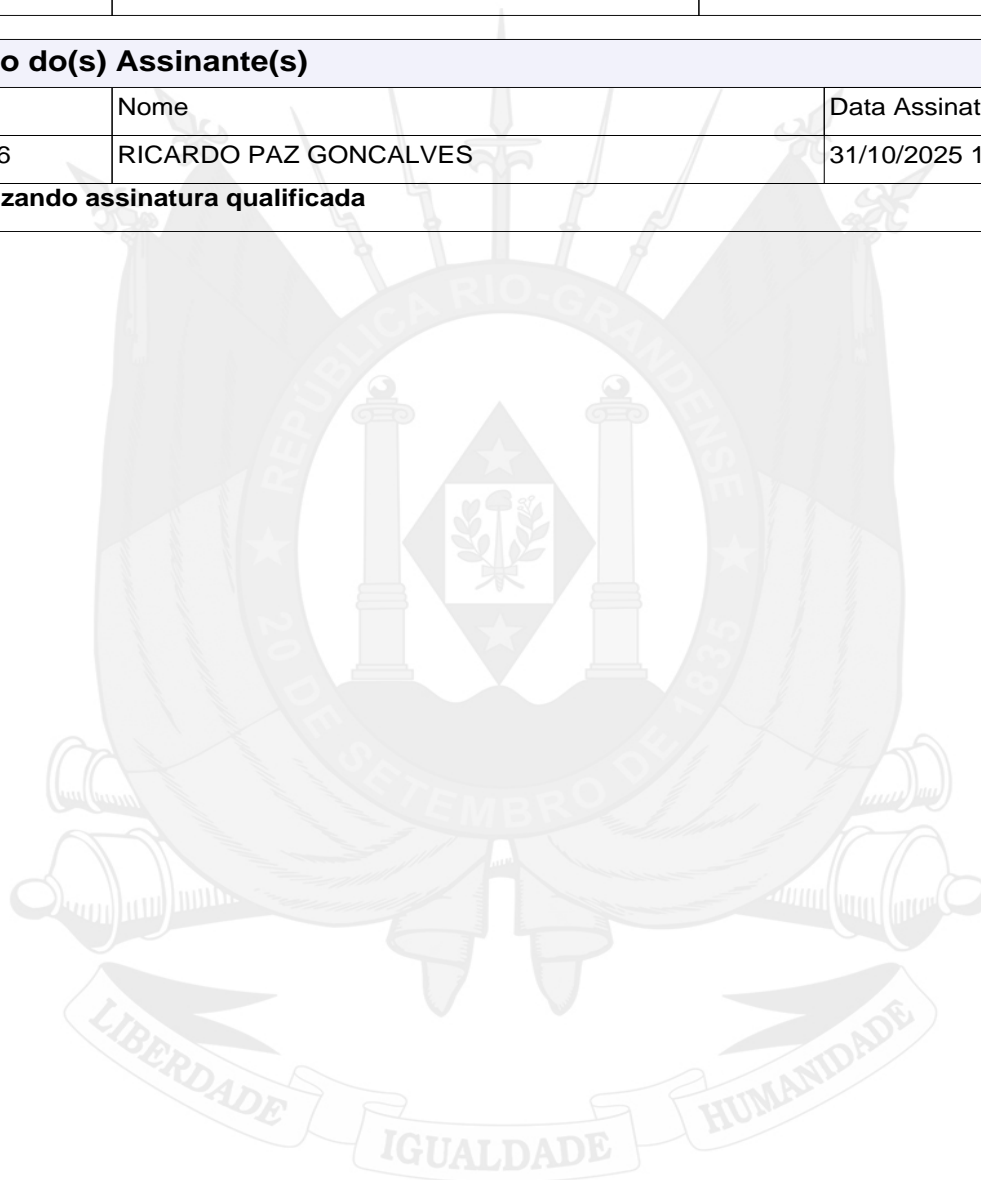 o do(s) Assinante(s)
Nome Data Assinat
6 RICARDO PAZ GONCALVES 31/10/2025 1
zando assinatura qualificada
REPÚBLICA RIO-GRANDENSE
★ 20 DE SETEMBRO DE 1835 ★
LIBERDADE IGUALDADE HUMANIDADE